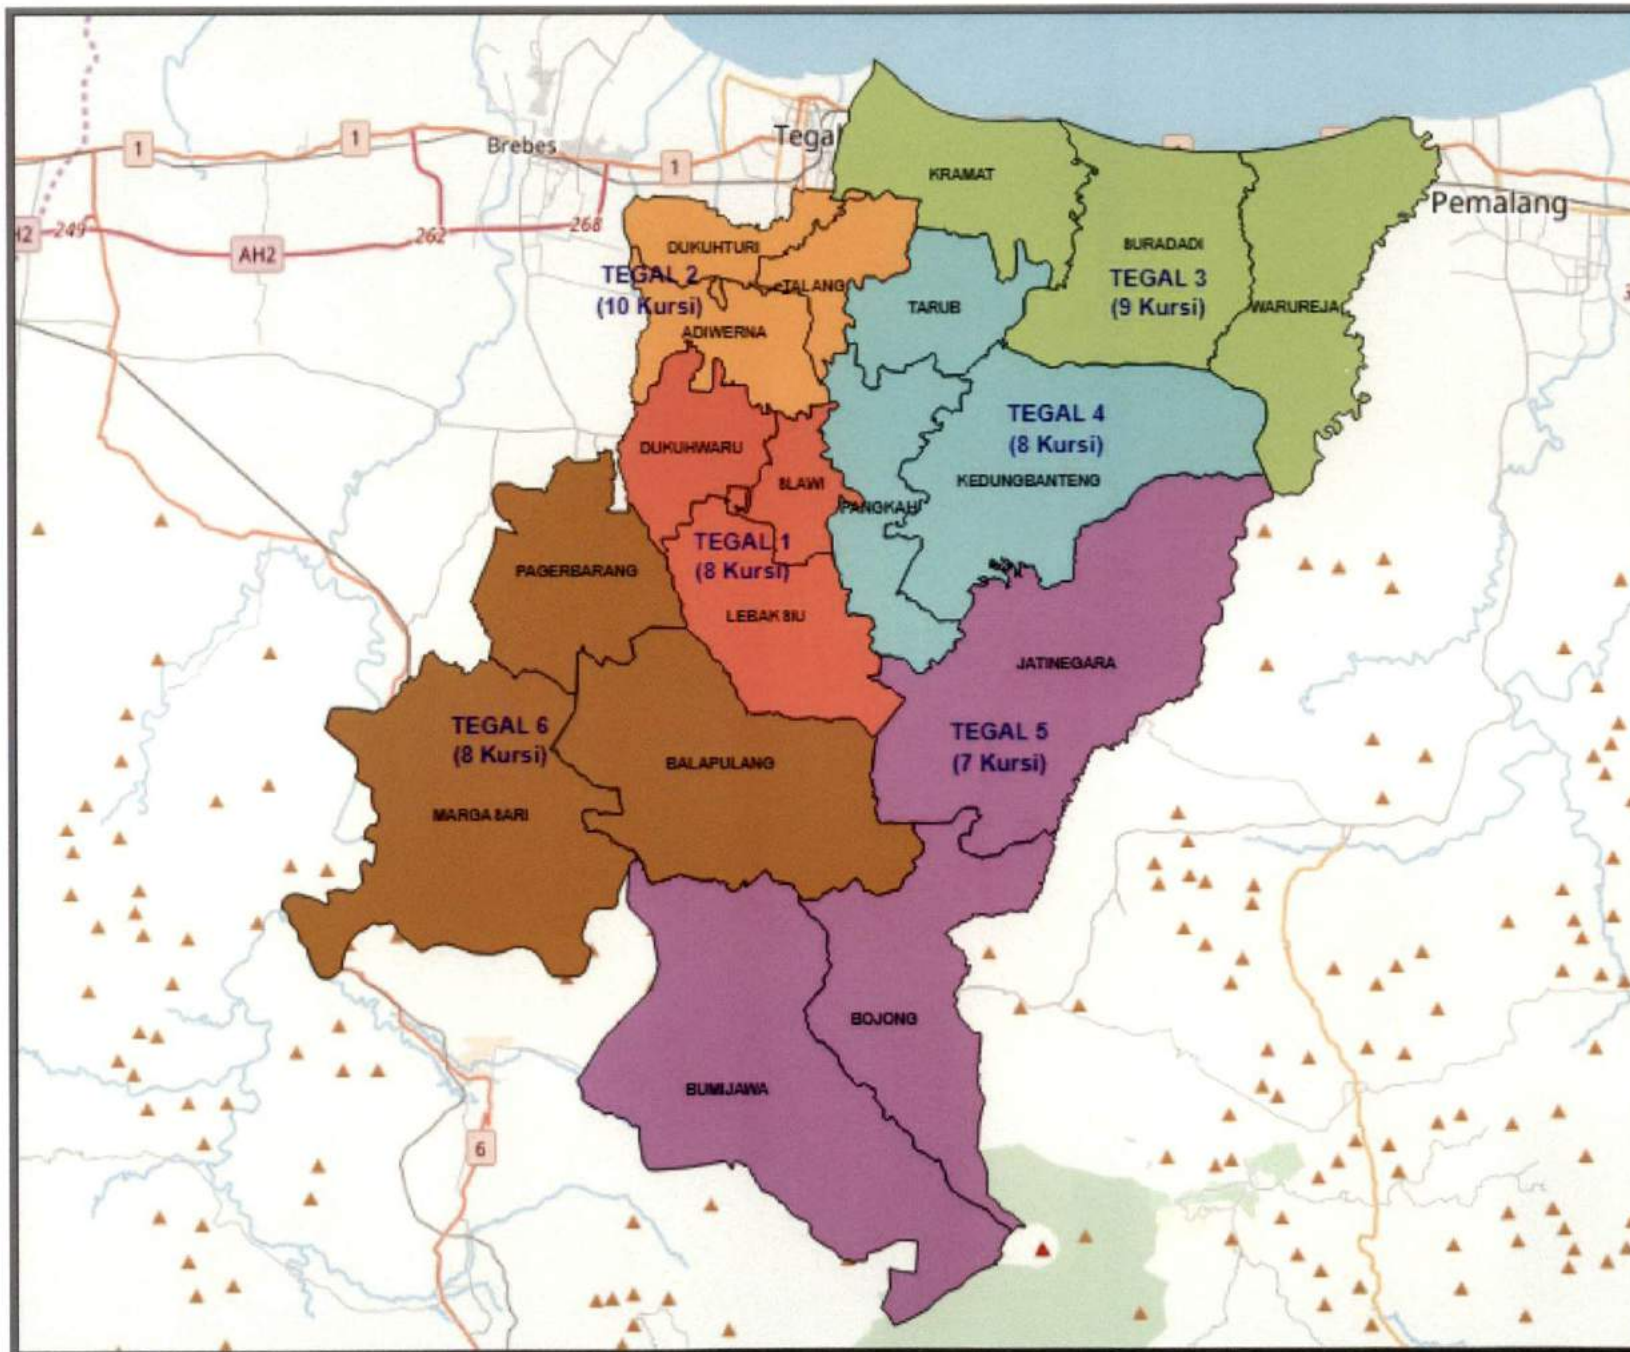 Tegal
1
1
Brebes
1
KRAMAT
Pemalang
249
AH2
262
268
DUKUHTURI
SURADADI
TEGAL 2
(10 Kursi)
TALANG
TEGAL 3
(9 Kursi)
TARUB
WARUREJA
ADIWERNA
TEGAL 4
(8 Kursi)
DUKUHWARU
SLAWI
KEDUNGBANTENG
PANGKAH
TEGAL 1
(8 Kursi)
PAGERBARANG
LEBAKSIU
JATINEGARA
TEGAL 6
(8 Kursi)
TEGAL 5
(7 Kursi)
BALAPULANG
MARGASARI
BOJONG
BUMIJAWA
6